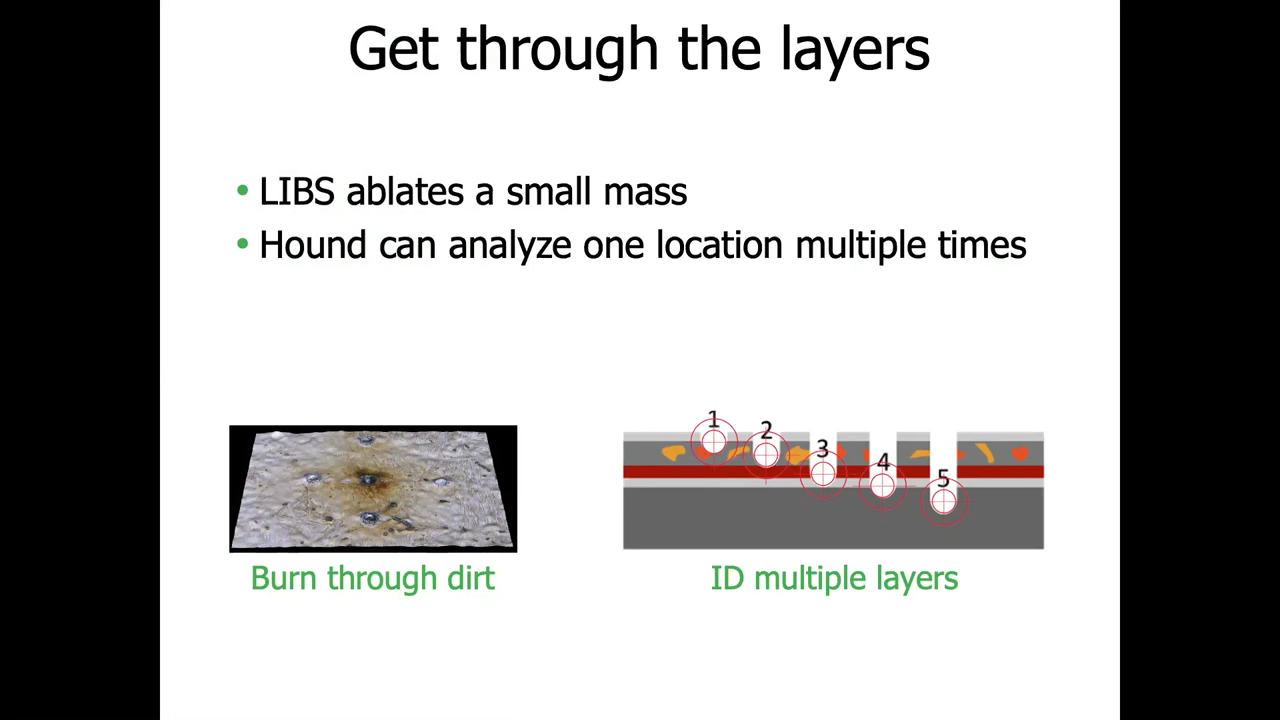 Get through the layers
• LIBS ablates a small mass
• Hound can analyze one location multiple times
1
2
3
4
5
Burn through dirt
ID multiple layers